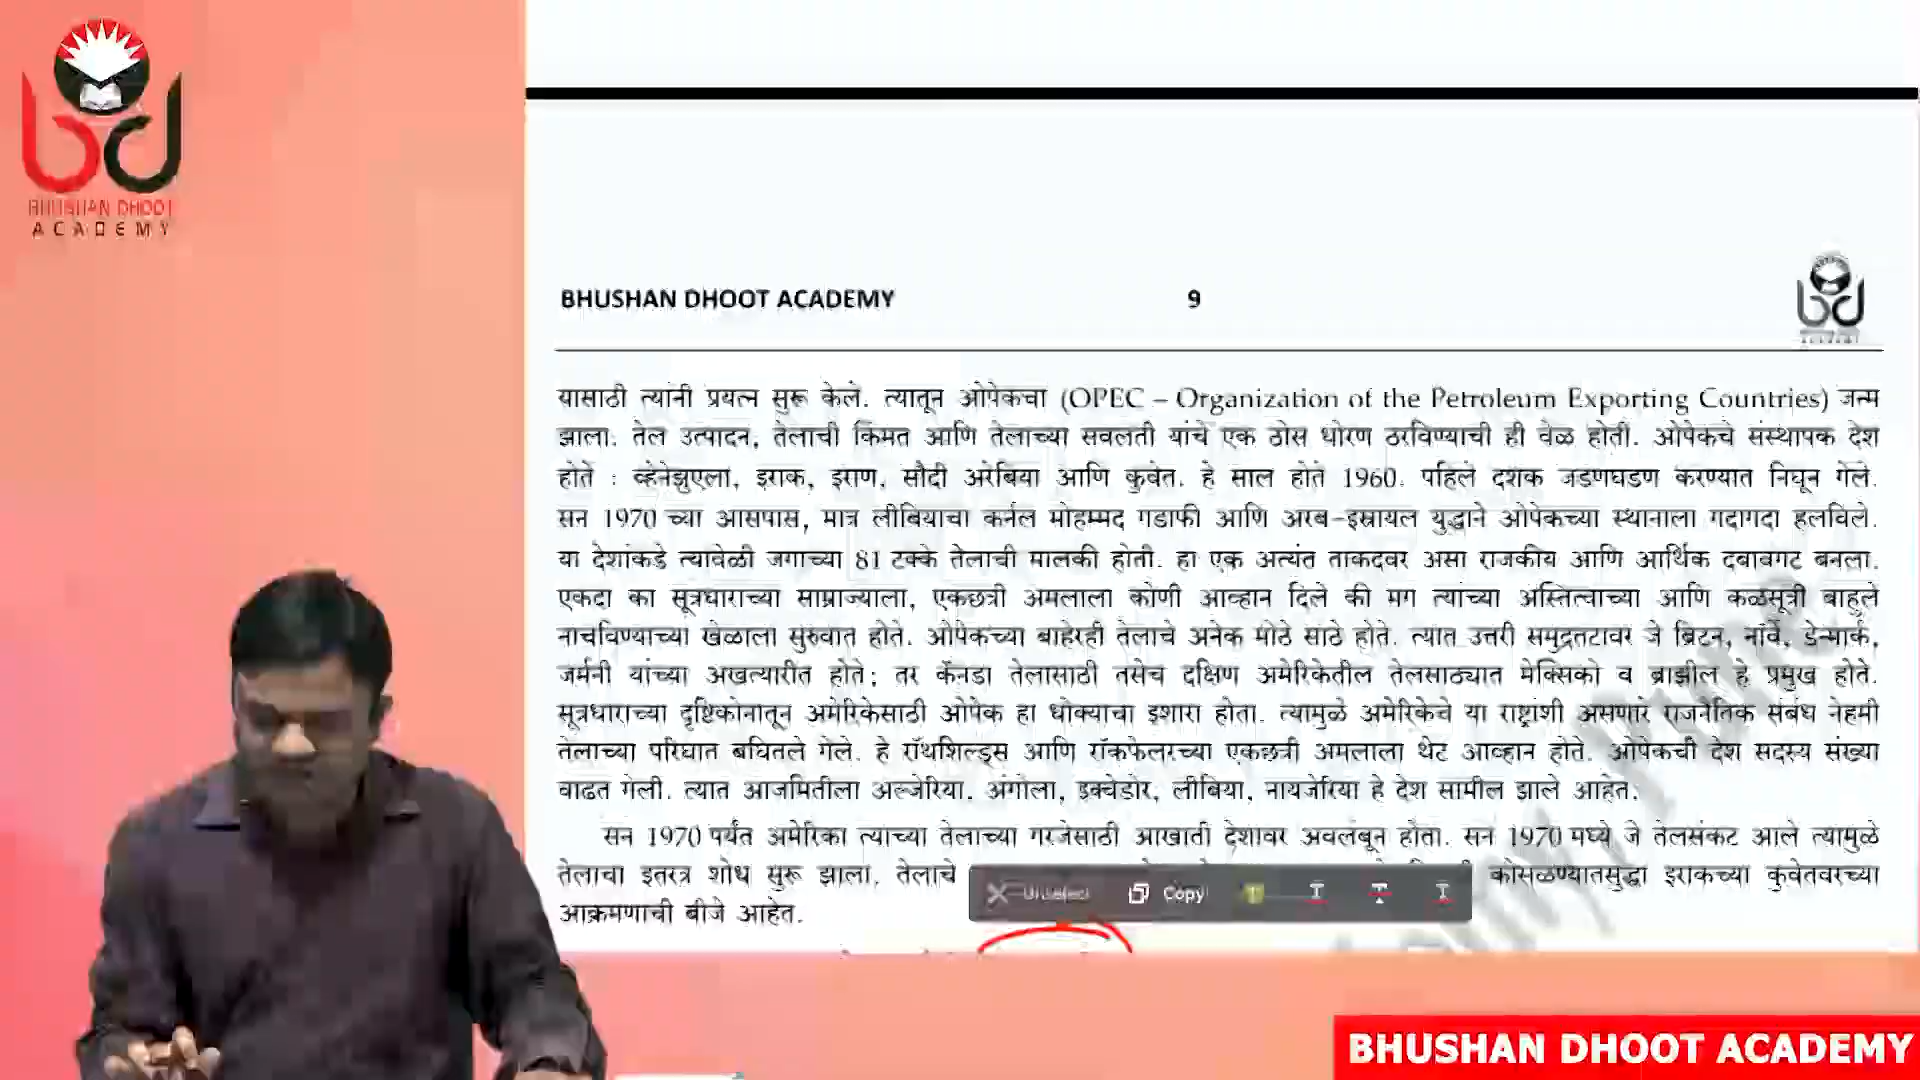 BHUSHAN DHOOT
ACADEMY
BHUSHAN DHOOT ACADEMY 9
यासाठी त्यांनी प्रयत्न सुरू केले. त्यातून ओपेकचा (OPEC – Organization of the Petroleum Exporting Countries) जन्म
झाला. तेल उत्पादन, तेलाची किंमत आणि तेलाच्या सवलती यांचे एक ठोस धोरण ठरविण्याची ही वेळ होती. ओपेकचे संस्थापक देश
होते : व्हेनेझुएला, इराक, इराण, सौदी अरेबिया आणि कुवेत. हे साल होते 1960. पहिले दशक जडणघडण करण्यात निघून गेले.
सन 1970 च्या आसपास, मात्र लीबियाचा कर्नल मोहम्मद गडाफी आणि अरब-इस्रायल युद्धाने ओपेकच्या स्थानाला गदागदा हलविले.
या देशांकडे त्यावेळी जगाच्या 81 टक्के तेलाची मालकी होती. हा एक अत्यंत ताकदवर असा राजकीय आणि आर्थिक दबावगट बनला.
एकदा का सूत्रधाराच्या साम्राज्याला, एकछत्री अमलाला कोणी आव्हान दिले की मग त्यांच्या अस्तित्वाच्या आणि कळसूत्री बाहुले
नाचविण्याच्या खेळाला सुरुवात होते. ओपेकच्या बाहेरही तेलाचे अनेक मोठे साठे होते. त्यात उत्तरी समुद्रतटावर जे ब्रिटन, नॉर्वे, डेन्मार्क,
जर्मनी यांच्या अखत्यारीत होते; तर कॅनडा तेलासाठी तसेच दक्षिण अमेरिकेतील तेलसाठ्यात मेक्सिको व ब्राझील हे प्रमुख होते.
सूत्रधाराच्या दृष्टिकोनातून अमेरिकेसाठी ओपेक हा धोक्याचा इशारा होता. त्यामुळे अमेरिकेचे या राष्ट्रांशी असणारे राजनैतिक संबंध नेहमी
तेलाच्या परिघात बघितले गेले. हे रॉथशिल्ड्स आणि रॉकफेलरच्या एकछत्री अमलाला थेट आव्हान होते. ओपेकची देश सदस्य संख्या
वाढत गेली. त्यात आजमितीला अल्जेरिया, अंगोला, इक्वेडोर, लीबिया, नायजेरिया हे देश सामील झाले आहेत.
सन 1970 पर्यंत अमेरिका त्याच्या तेलाच्या गरजेसाठी आखाती देशावर अवलंबून होता. सन 1970 मध्ये जे तेलसंकट आले त्यामुळे
तेलाचा इतरत्र शोध सुरू झाला. तेलाचे कोसळण्यातसुद्धा इराकच्या कुवेतवरच्या
आक्रमणाची बीजे आहेत.
Unselect Copy
BHUSHAN DHOOT ACADEMY